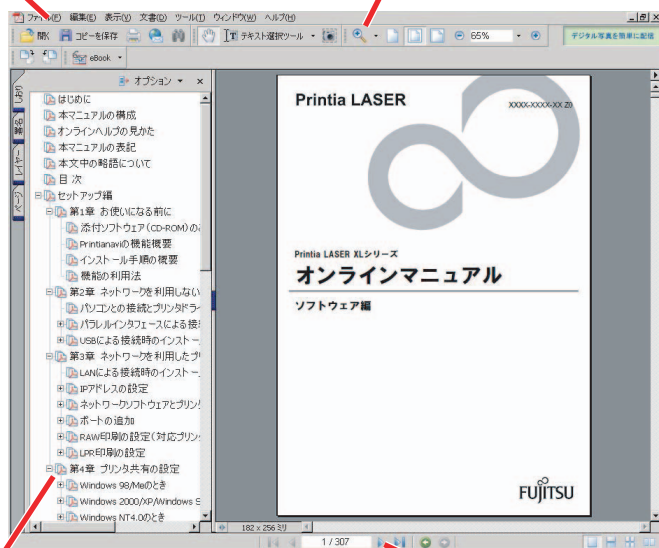 ファイル(F) 編集(E) 表示(V) 文書(D) ツール(T) ウィンドウ(W) ヘルプ(H)
開く コピーを保存 テキスト選択ツール 65% デジタル写真を簡単に配信
eBook
オプション ×
しおり
ページ
はじめに
本マニュアルの構成
オンラインヘルプの見かた
本マニュアルの表記
本文中の略語について
目 次
セットアップ編
第1章 お使いになる前に
添付ソフトウェア(CD-ROM)の
Printianaviの機能概要
インストール手順の概要
機能の利用法
第2章 ネットワークを利用しない
パソコンとの接続とプリンタドラ
パラレルインタフェースによる接
USBによる接続時のインストー
第3章 ネットワークを利用したプ
LANによる接続時のインストー
IPアドレスの設定
ネットワークソフトウェアとプリン
ポートの追加
RAW印刷の設定(対応プリン
LPR印刷の設定
第4章 プリンタ共有の設定
Windows 98/Meのとき
Windows 2000/XP/Windows S
Windows NT4.0のとき
Printia LASER
XXXX-XXXX-XX Z0
Printia LASER XLシリーズ
オンラインマニュアル
ソフトウェア編
FUJITSU
182 x 256 ミリ
1 / 307